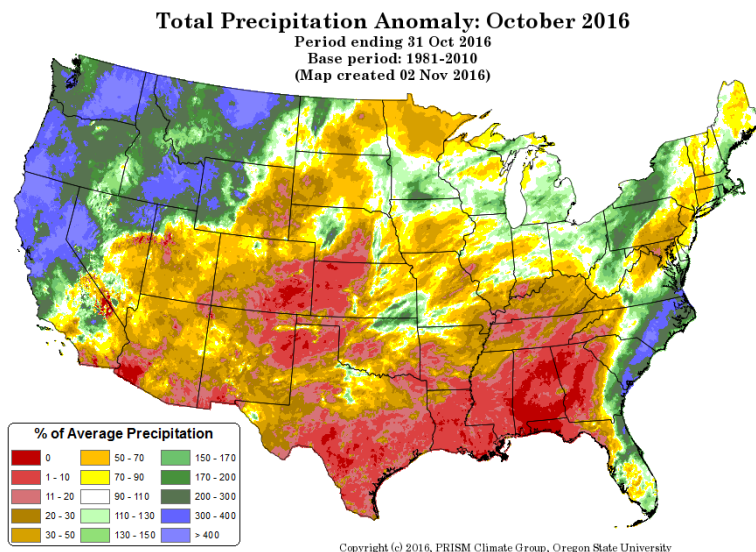 Total Precipitation Anomaly: October 2016
Period ending 31 Oct 2016
Base period: 1981-2010
(Map created 02 Nov 2016)
% of Average Precipitation
0
1 - 10
11 - 20
20 - 30
30 - 50
50 - 70
70 - 90
90 - 110
110 - 130
130 - 150
150 - 170
170 - 200
200 - 300
300 - 400
> 400
Copyright (c) 2016, PRISM Climate Group, Oregon State University